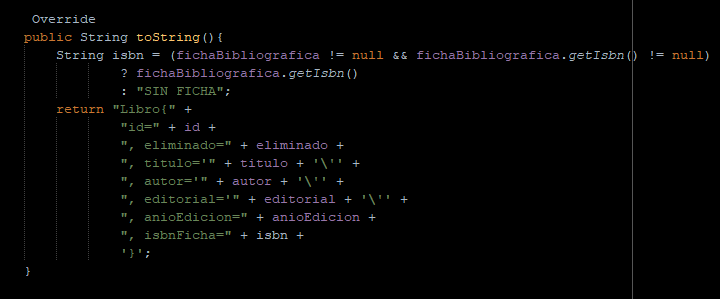 Override
public String toString(){
String isbn = (fichaBibliografica != null && fichaBibliografica.getIsbn() != null)
? fichaBibliografica.getIsbn()
: "SIN FICHA";
return "Libro{" +
"id=" + id +
", eliminado=" + eliminado +
", titulo='" + titulo + '\'' +
", autor='" + autor + '\'' +
", editorial='" + editorial + '\'' +
", anioEdicion=" + anioEdicion +
", isbnFicha=" + isbn +
'}';
}